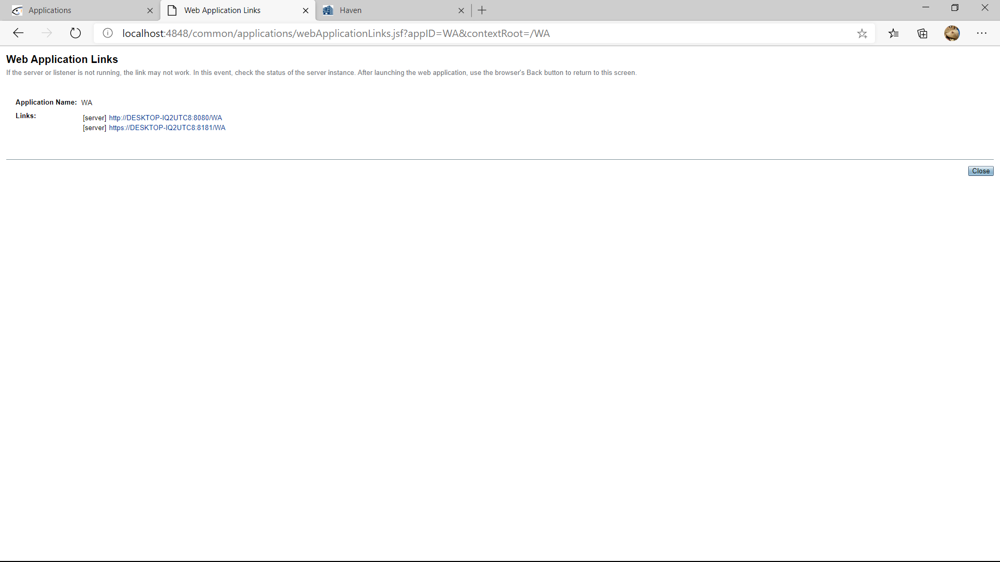 Applications
Web Application Links
Haven
localhost:4848/common/applications/webApplicationLinks.jsf?appID=WA&contextRoot=/WA
Web Application Links
If the server or listener is not running, the link may not work. In this event, check the status of the server instance. After launching the web application, use the browser's Back button to return to this screen.
Application Name: WA
Links: [server] http://DESKTOP-IQ2UTC8:8080/WA
[server] https://DESKTOP-IQ2UTC8:8181/WA
Close